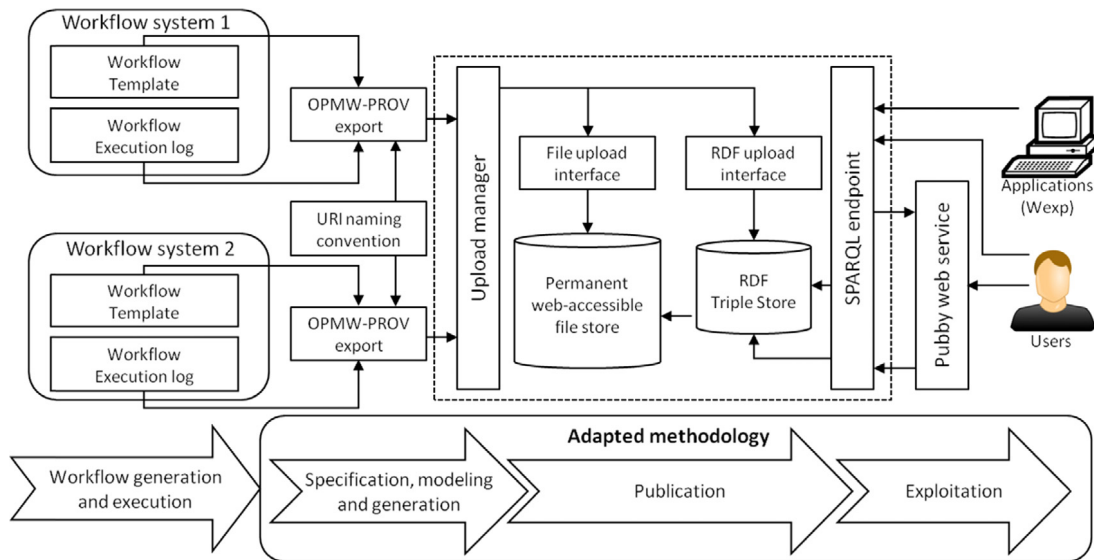 Workflow system 1
Workflow
Template
Workflow
Execution log
OPMW-PROV
export
URI naming
convention
Workflow system 2
Workflow
Template
Workflow
Execution log
OPMW-PROV
export
Upload manager
File upload
interface
RDF upload
interface
Permanent
web-accessible
file store
RDF
Triple Store
SPARQL endpoint
Pubby web service
Applications
(Wexp)
Users
Adapted methodology
Workflow generation
and execution
Specification, modeling
and generation
Publication
Exploitation